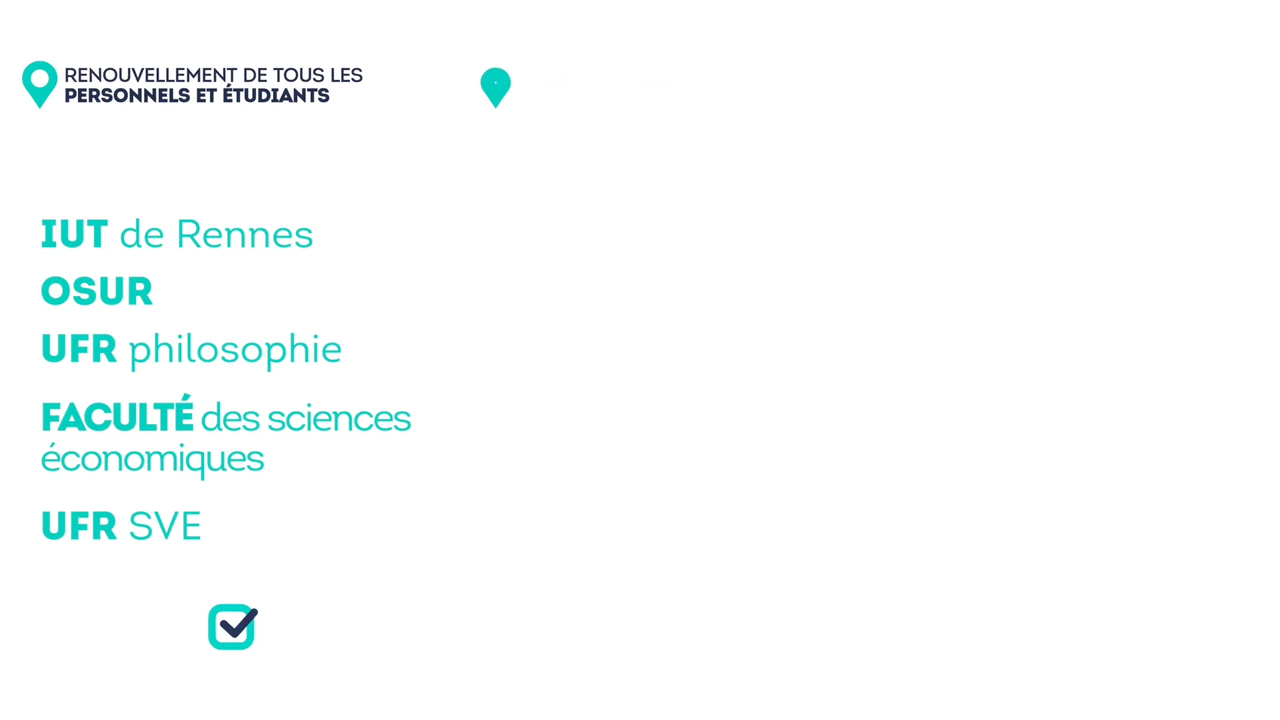 RENOUVELLEMENT DE TOUS LES
PERSONNELS ET ÉTUDIANTS
IUT de Rennes
OSUR
UFR philosophie
FACULTÉ des sciences
économiques
UFR SVE